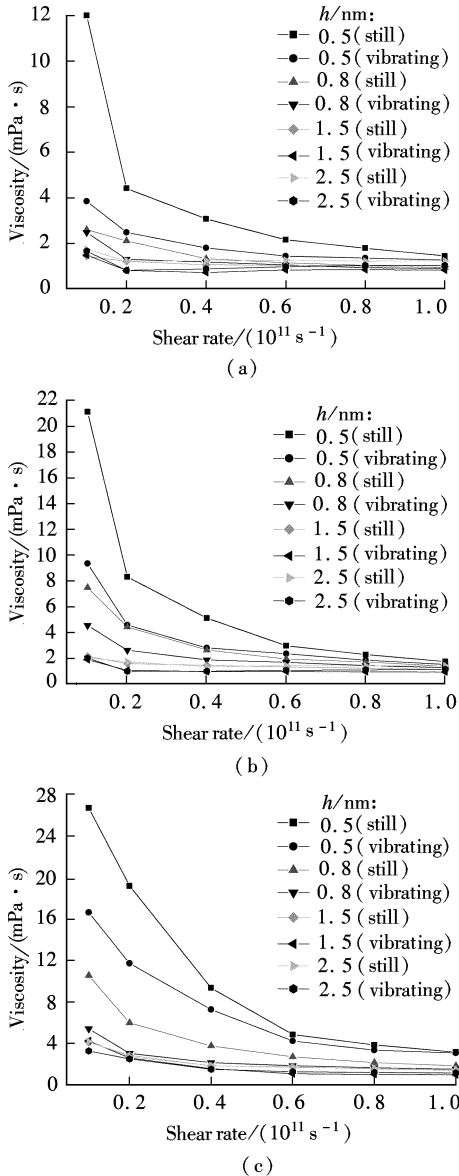 12
10
8
6
4
2
0
Viscosity/(mPa·s)
h/nm:
0.5(still)
0.5(vibrating)
0.8(still)
0.8(vibrating)
1.5(still)
1.5(vibrating)
2.5(still)
2.5(vibrating)
0.2 0.4 0.6 0.8 1.0
Shear rate/(10¹¹ s⁻¹)
(a)
22
20
18
16
14
12
10
8
6
4
2
0
Viscosity/(mPa·s)
h/nm:
0.5(still)
0.5(vibrating)
0.8(still)
0.8(vibrating)
1.5(still)
1.5(vibrating)
2.5(still)
2.5(vibrating)
0.2 0.4 0.6 0.8 1.0
Shear rate/(10¹¹ s⁻¹)
(b)
28
24
20
16
12
8
4
0
Viscosity/(mPa·s)
h/nm:
0.5(still)
0.5(vibrating)
0.8(still)
0.8(vibrating)
1.5(still)
1.5(vibrating)
2.5(still)
2.5(vibrating)
0.2 0.4 0.6 0.8 1.0
Shear rate/(10¹¹ s⁻¹)
(c)